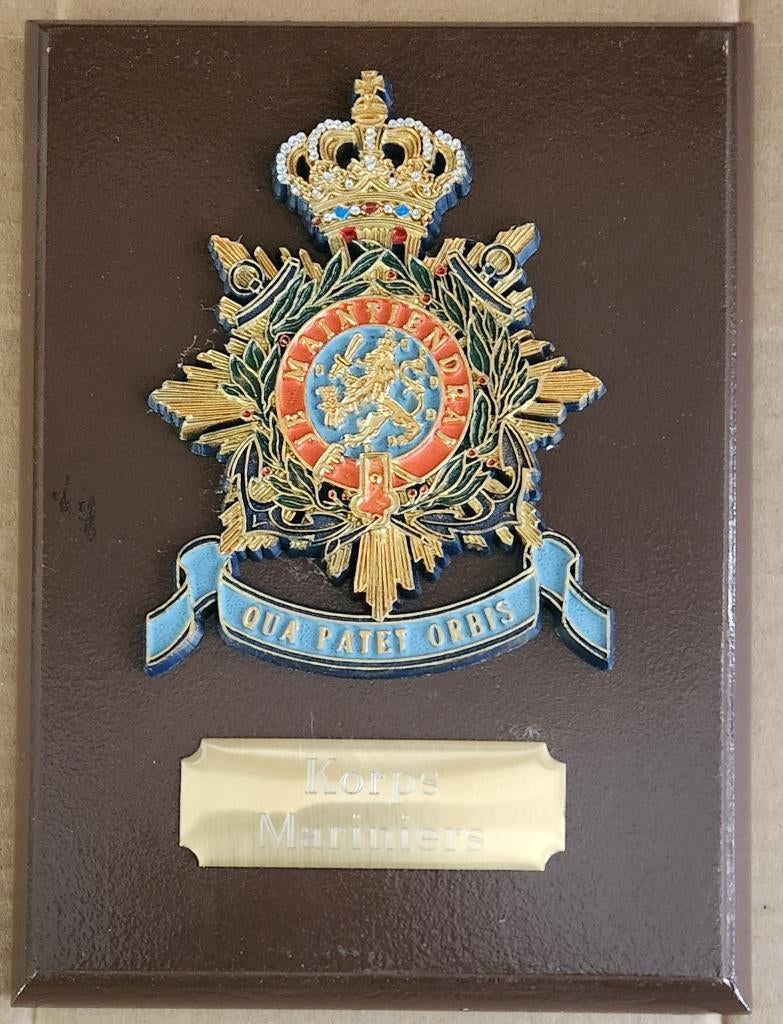 JE MAINTIENDRAI
QUA PATET ORBIS
Korps
Mariniers